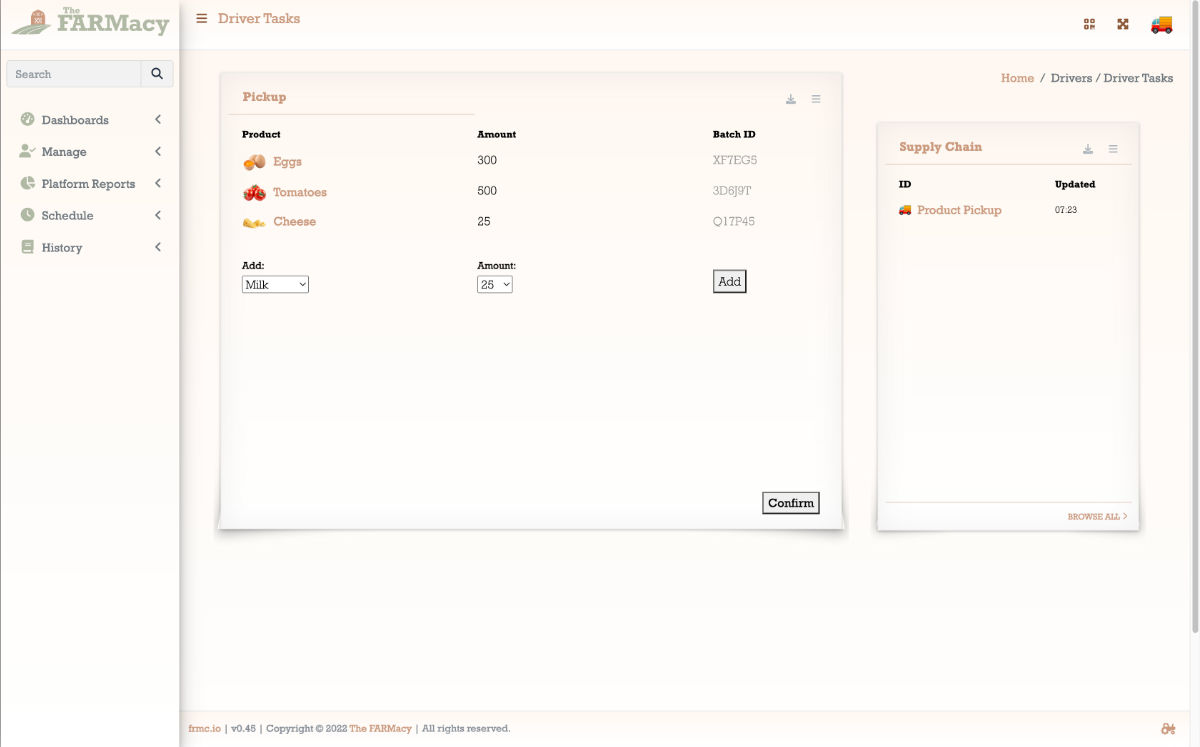 The
FARMacy
Driver Tasks
Search
Dashboards
Manage
Platform Reports
Schedule
History
Home / Drivers / Driver Tasks
Pickup
Product Amount Batch ID
Eggs 300 XF7EG5
Tomatoes 500 3D6J9T
Cheese 25 Q17P45
Add: Amount:
Milk 25 Add
Confirm
Supply Chain
ID Updated
Product Pickup 07:23
BROWSE ALL >
frmc.io | v0.45 | Copyright © 2022 The FARMacy | All rights reserved.